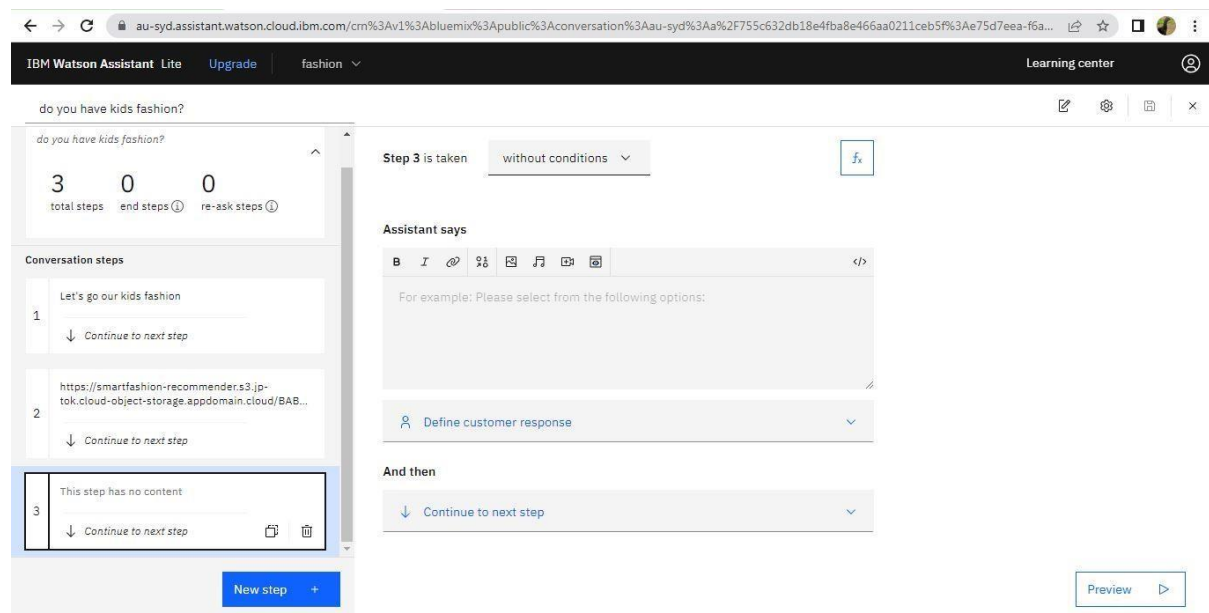 au-syd.assistant.watson.cloud.ibm.com/crn%3Av1%3Abluemix%3Apublic%3Aconversation%3Aau-syd%3Aa%2F755c632db18e4fba8e466aa0211ceb5f%3Ae75d7eea-f6a...
IBM Watson Assistant Lite Upgrade fashion Learning center
do you have kids fashion?
do you have kids fashion?
3 0 0
total steps end steps re-ask steps
Conversation steps
1
Let's go our kids fashion
Continue to next step
2
https://smartfashion-recommender.s3.jp-
tok.cloud-object-storage.appdomain.cloud/BAB...
Continue to next step
3
This step has no content
Continue to next step
New step +
Step 3 is taken without conditions
fx
Assistant says
B I </>
For example: Please select from the following options:
Define customer response
And then
Continue to next step
Preview